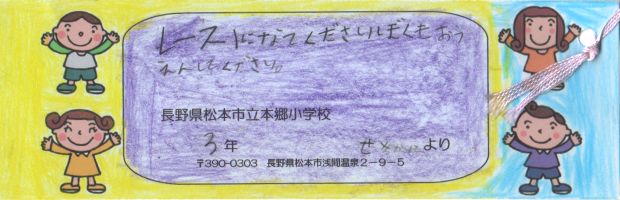 レースに ください ぼくもおう
えんしてください
長野県松本市立本郷小学校
3年 より
〒390-0303 長野県松本市浅間温泉2－9－5